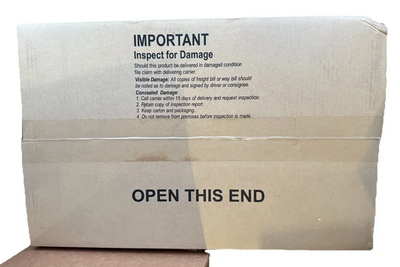 IMPORTANT
Inspect for Damage
Should this product be delivered in damaged condition
file claim with delivering carrier.
Visible Damage: All copies of freight bill or way bill should
be noted as to damage and signed by driver or consignee.
Concealed Damage:
1. Call carrier within 15 days of delivery and request inspection.
2. Retain copy of inspection report.
3. Keep carton and packaging.
4. Do not remove from premises before inspection is made.
OPEN THIS END